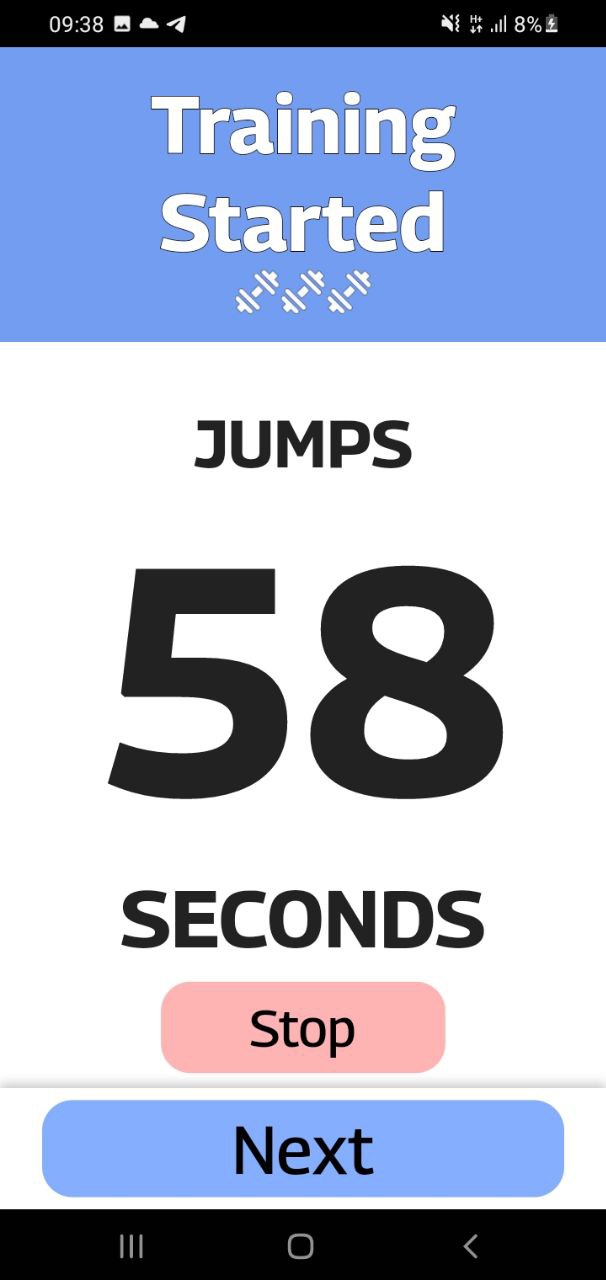 09:38 H+ 8%
Training
Started
JUMPS
58
SECONDS
Stop
Next